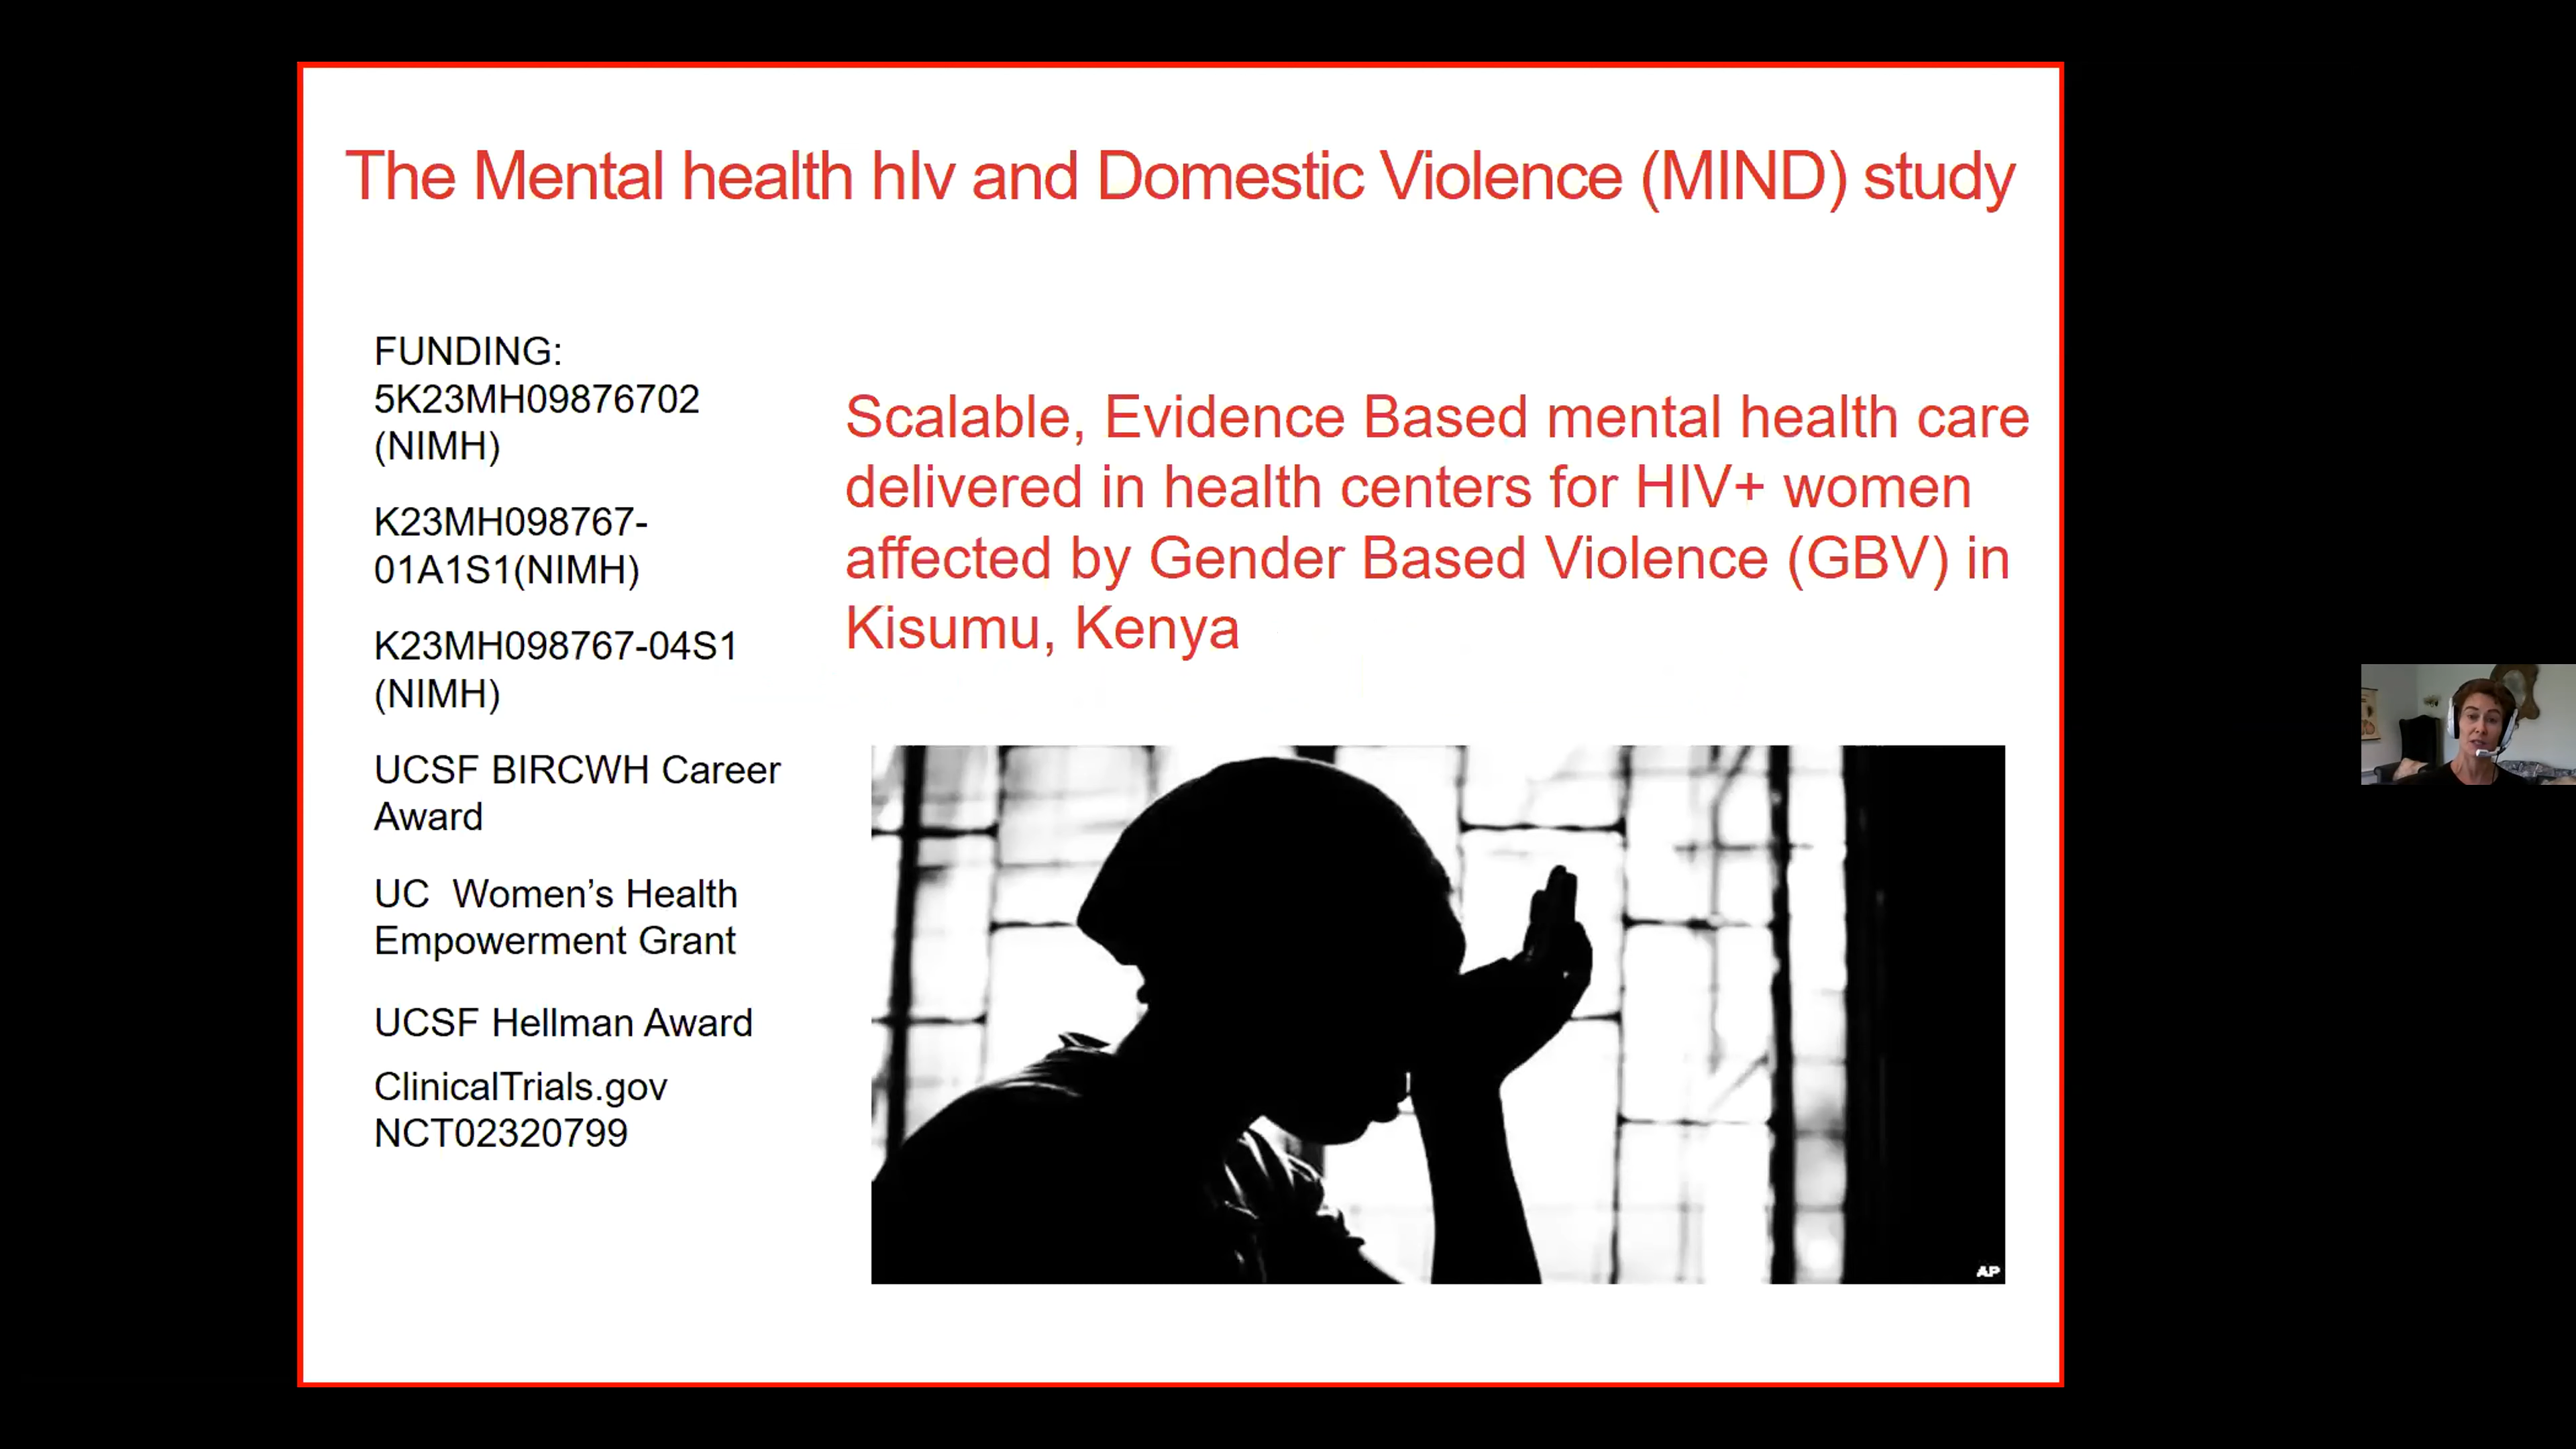 The Mental health hIv and Domestic Violence (MIND) study
FUNDING:
5K23MH09876702
(NIMH)
K23MH098767-
01A1S1(NIMH)
K23MH098767-04S1
(NIMH)
UCSF BIRCWH Career
Award
UC  Women’s Health
Empowerment Grant
UCSF Hellman Award
ClinicalTrials.gov
NCT02320799
Scalable, Evidence Based mental health care
delivered in health centers for HIV+ women
affected by Gender Based Violence (GBV) in
Kisumu, Kenya
AP